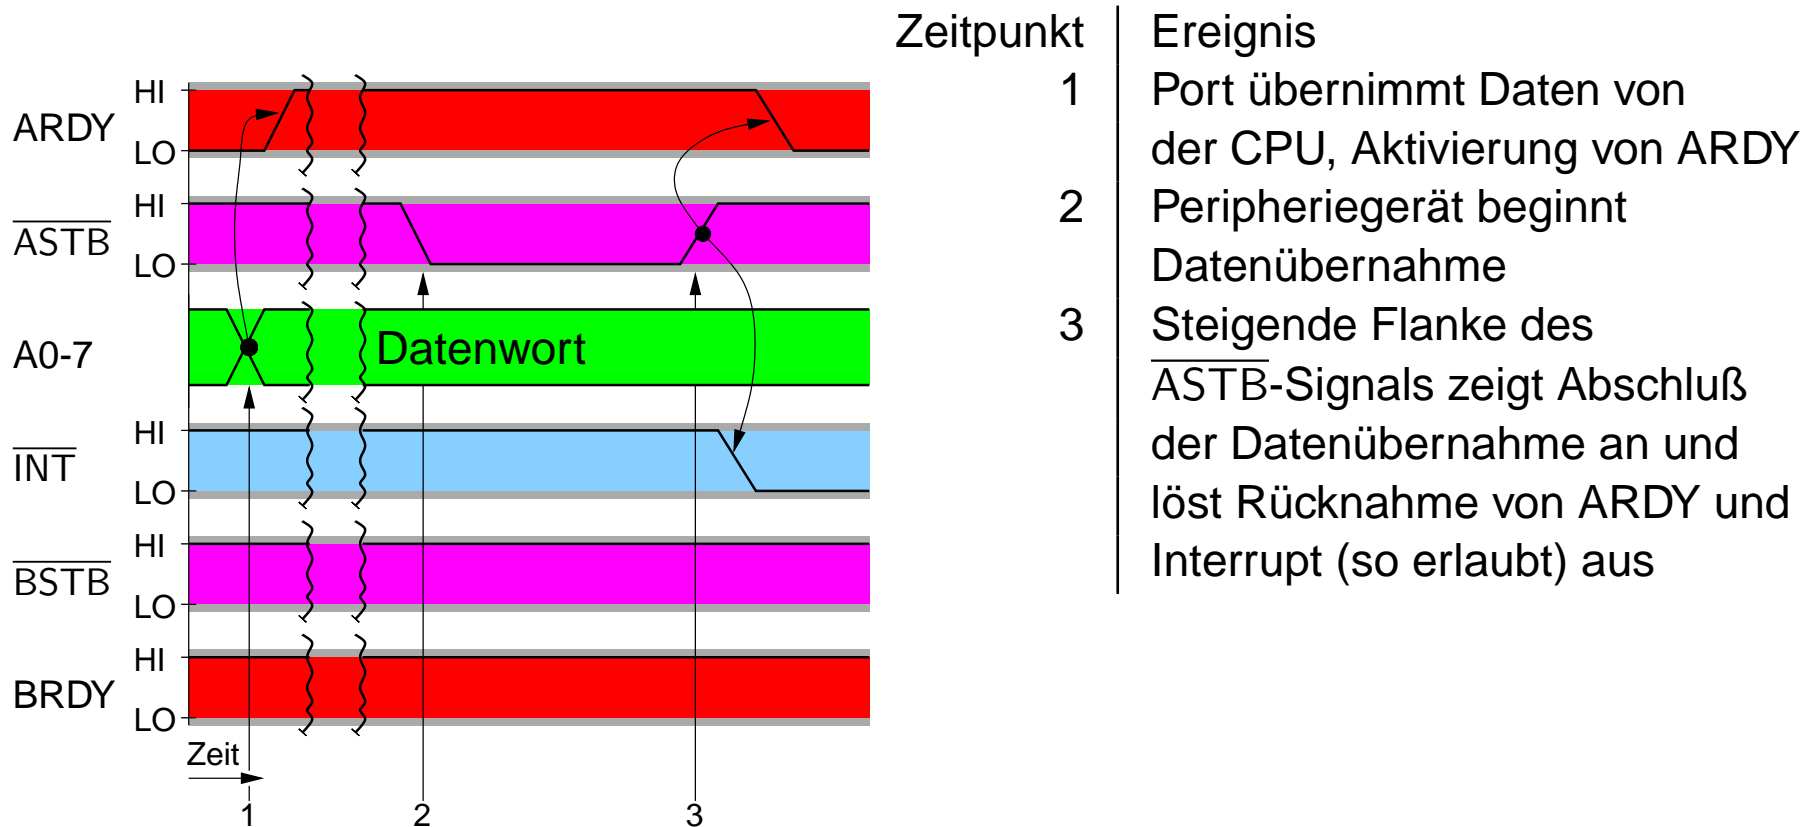 HI
ARDY
LO
HI
ASTB
LO
A0-7
Datenwort
HI
INT
LO
HI
BSTB
LO
HI
BRDY
LO
Zeit
1 2 3
Zeitpunkt Ereignis
1 Port übernimmt Daten von
der CPU, Aktivierung von ARDY
2 Peripheriegerät beginnt
Datenübernahme
3 Steigende Flanke des
ASTB-Signals zeigt Abschluß
der Datenübernahme an und
löst Rücknahme von ARDY und
Interrupt (so erlaubt) aus